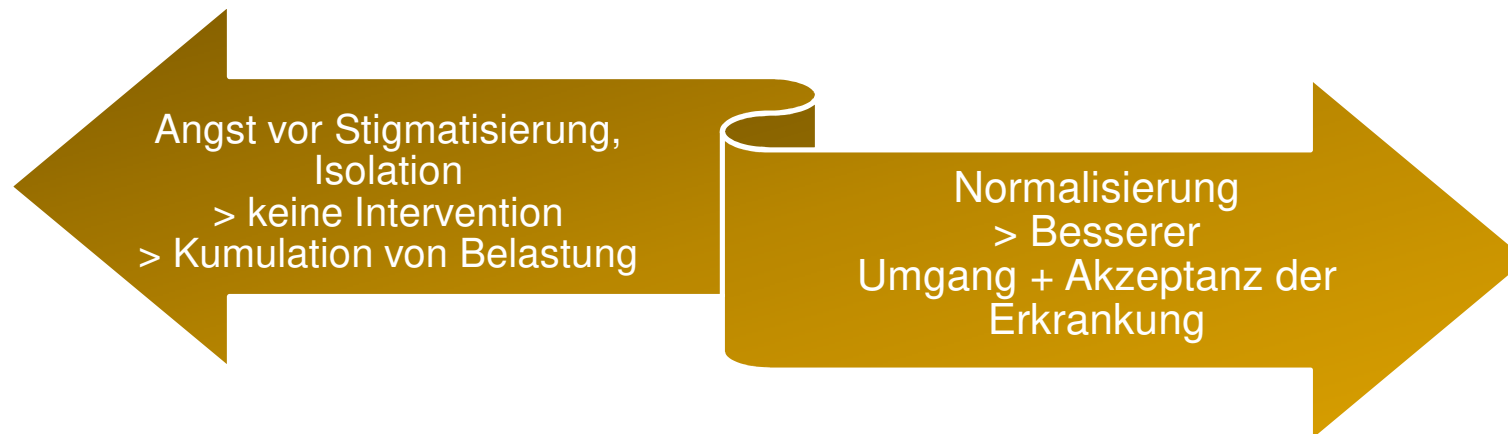 Angst vor Stigmatisierung,
Isolation
> keine Intervention
> Kumulation von Belastung
Normalisierung
> Besserer
Umgang + Akzeptanz der
Erkrankung